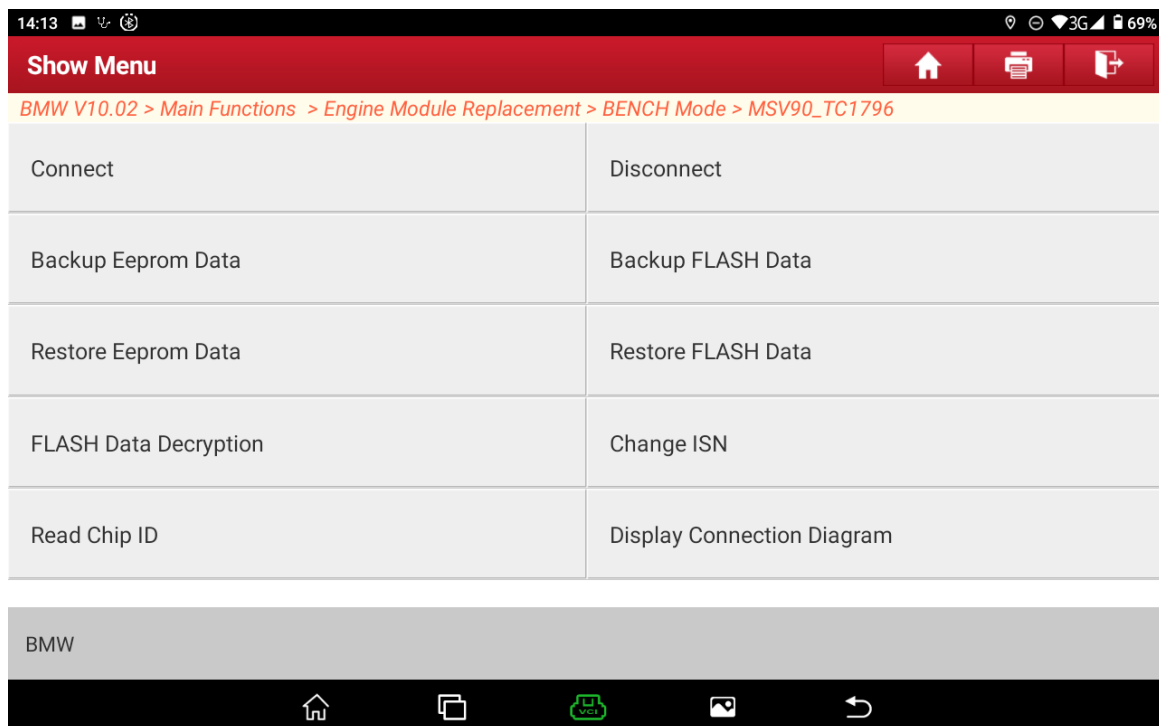 14:13 3G 69%
Show Menu
BMW V10.02 > Main Functions > Engine Module Replacement > BENCH Mode > MSV90_TC1796
Connect Disconnect
Backup Eeprom Data Backup FLASH Data
Restore Eeprom Data Restore FLASH Data
FLASH Data Decryption Change ISN
Read Chip ID Display Connection Diagram
BMW
VCI